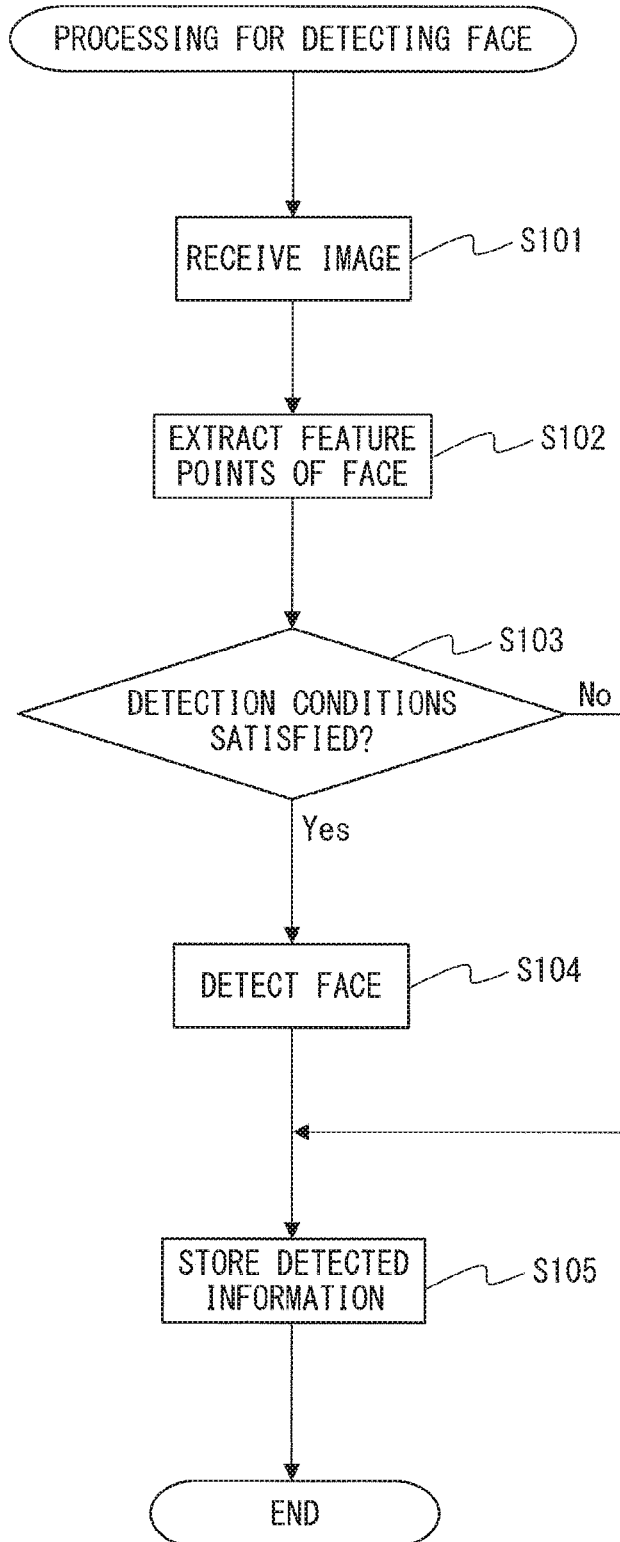 PROCESSING FOR DETECTING FACE
RECEIVE IMAGE
S101
EXTRACT FEATURE
POINTS OF FACE
S102
S103
DETECTION CONDITIONS
SATISFIED?
No
Yes
DETECT FACE
S104
STORE DETECTED
INFORMATION
S105
END